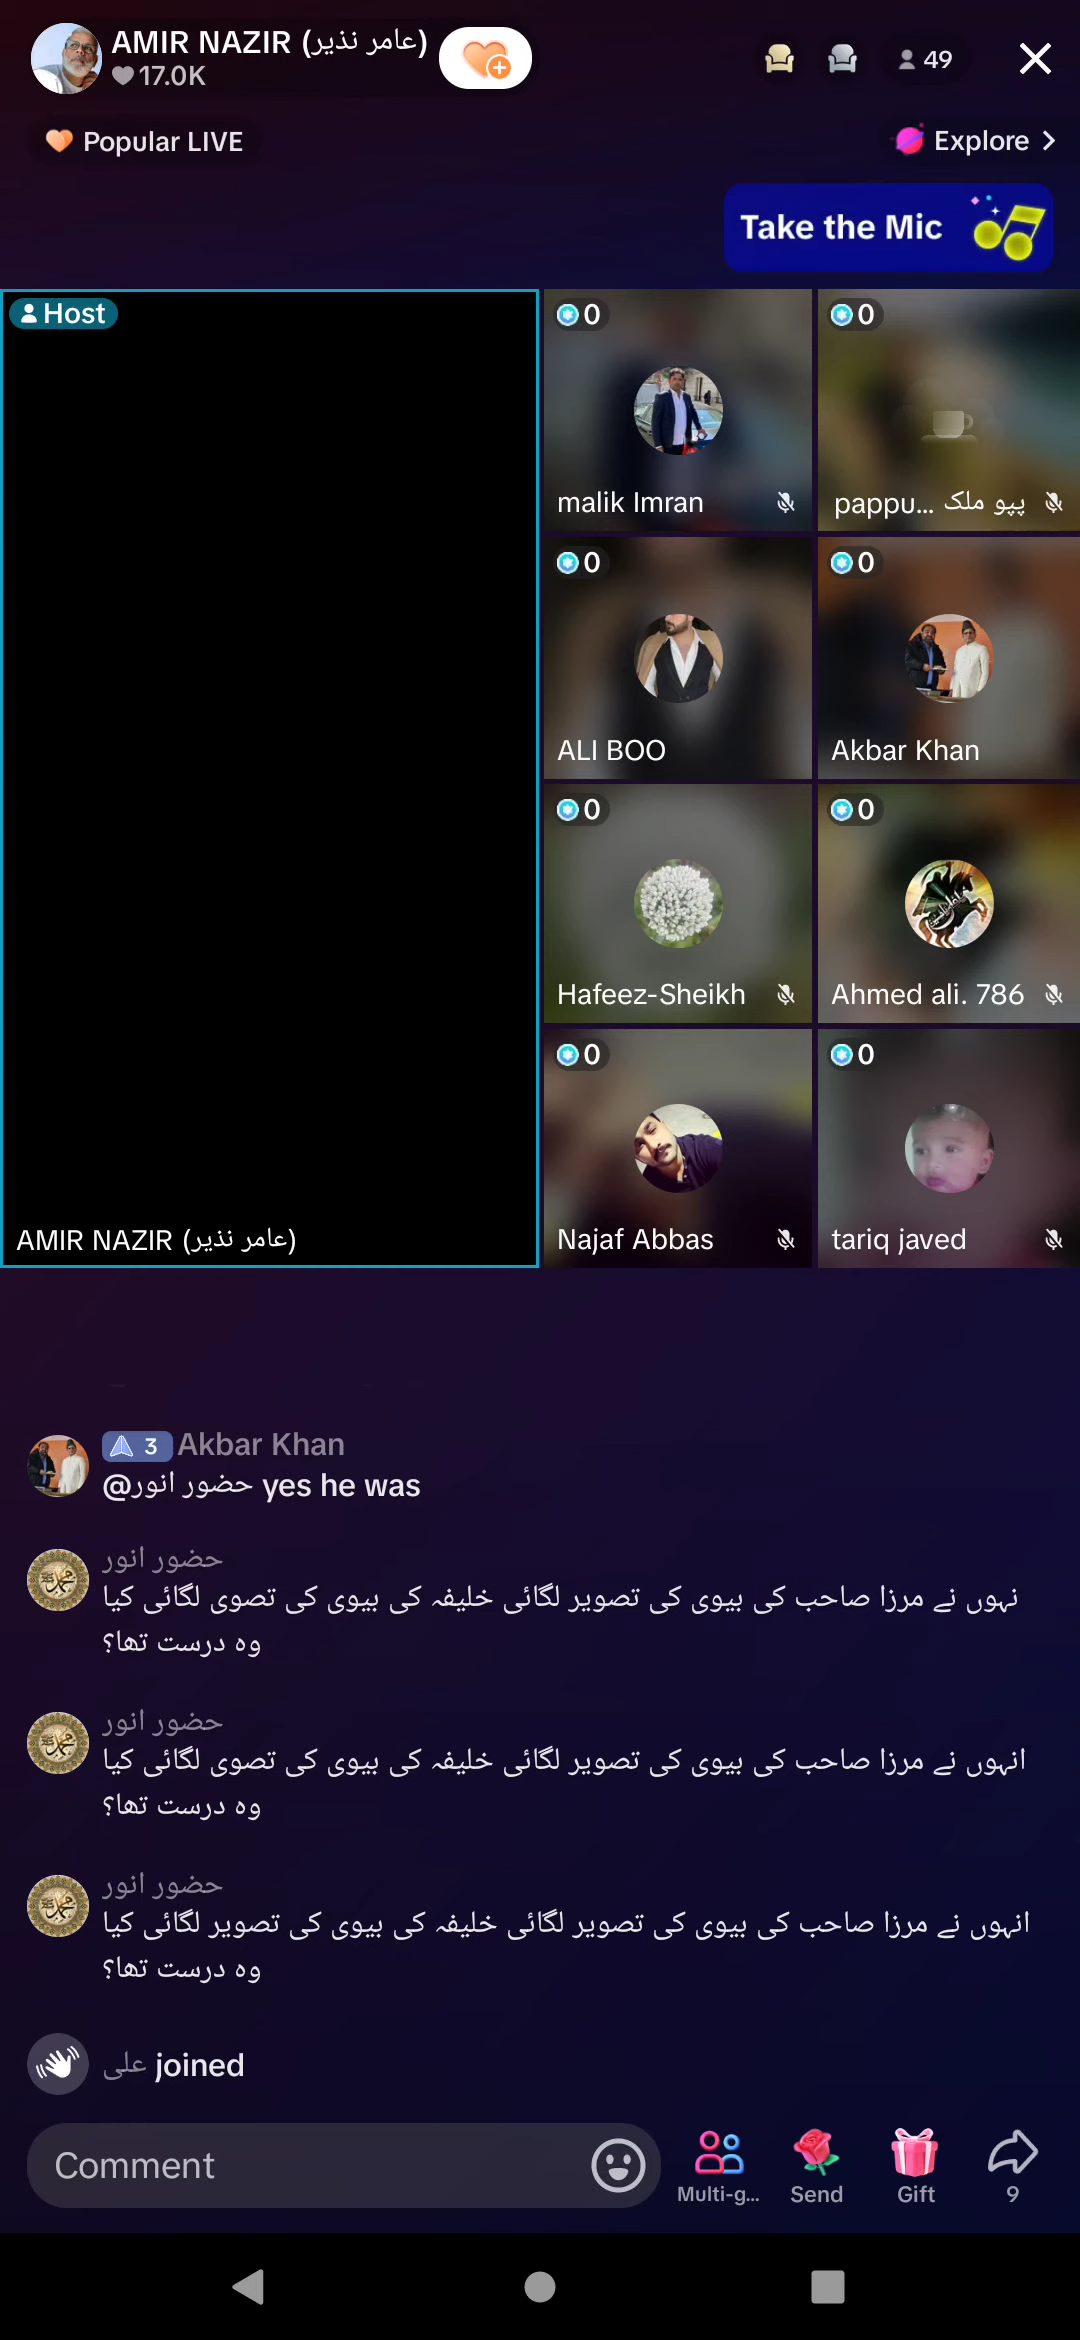 AMIR NAZIR (عامر نذیر)
17.0K
49
Popular LIVE
Explore
Take the Mic
Host
0
0
malik Imran
pappu... پپو ملک
0
0
ALI BOO
Akbar Khan
0
0
Hafeez-Sheikh
Ahmed ali. 786
0
0
Najaf Abbas
tariq javed
AMIR NAZIR (عامر نذیر)
3 Akbar Khan
@حضور انور yes he was
حضور انور
نہوں نے مرزا صاحب کی بیوی کی تصویر لگائی خلیفہ کی بیوی کی تصوی لگائی کیا
وہ درست تھا؟
حضور انور
انہوں نے مرزا صاحب کی بیوی کی تصویر لگائی خلیفہ کی بیوی کی تصوی لگائی کیا
وہ درست تھا؟
حضور انور
انہوں نے مرزا صاحب کی بیوی کی تصویر لگائی خلیفہ کی بیوی کی تصویر لگائی کیا
وہ درست تھا؟
علی joined
Comment
Multi-g...
Send
Gift
9